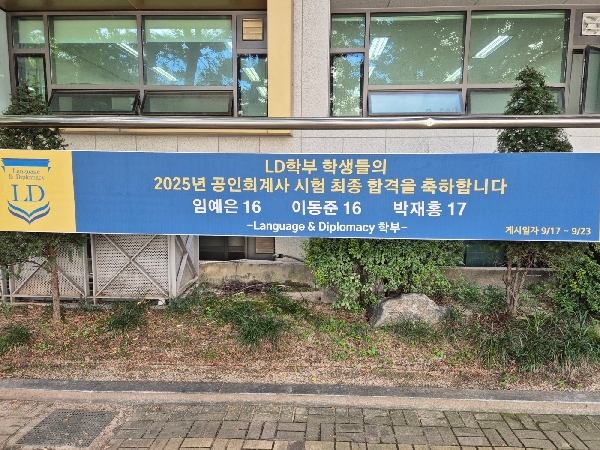 Language
& Diplomacy
LD
LD학부 학생들의
2025년 공인회계사 시험 최종 합격을 축하합니다
임예은 16 이동준 16 박재홍 17
-Language & Diplomacy 학부-
게시일자 9/17 ~ 9/23